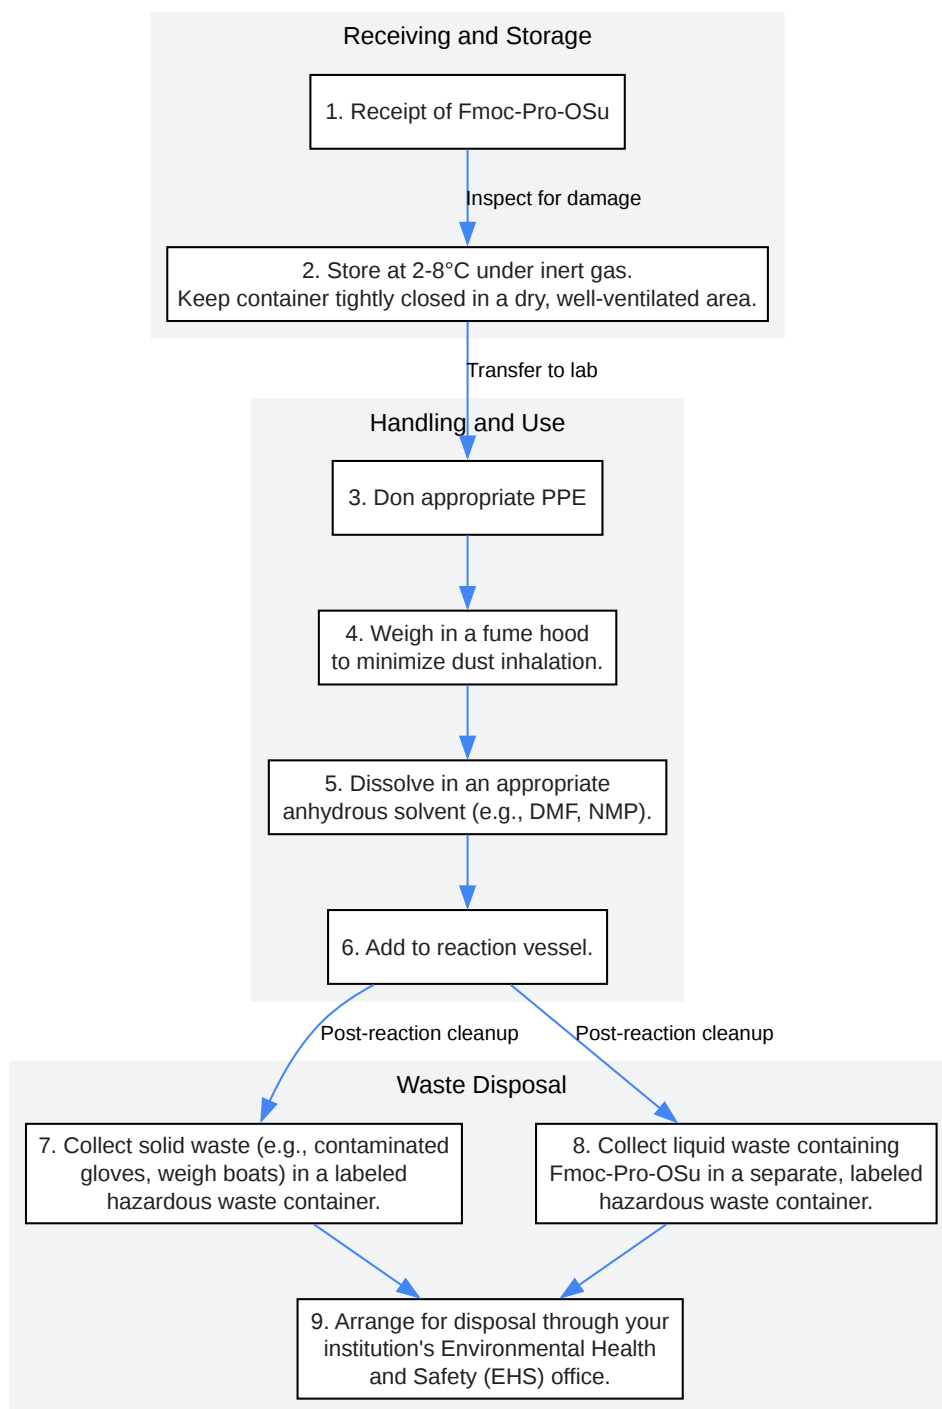 Receiving and Storage
1. Receipt of Fmoc-Pro-OSu
Inspect for damage
2. Store at 2-8°C under inert gas.
Keep container tightly closed in a dry, well-ventilated area.
Transfer to lab
Handling and Use
3. Don appropriate PPE
4. Weigh in a fume hood
to minimize dust inhalation.
5. Dissolve in an appropriate
anhydrous solvent (e.g., DMF, NMP).
6. Add to reaction vessel.
Post-reaction cleanup
Post-reaction cleanup
Waste Disposal
7. Collect solid waste (e.g., contaminated
gloves, weigh boats) in a labeled
hazardous waste container.
8. Collect liquid waste containing
Fmoc-Pro-OSu in a separate, labeled
hazardous waste container.
9. Arrange for disposal through your
institution's Environmental Health
and Safety (EHS) office.